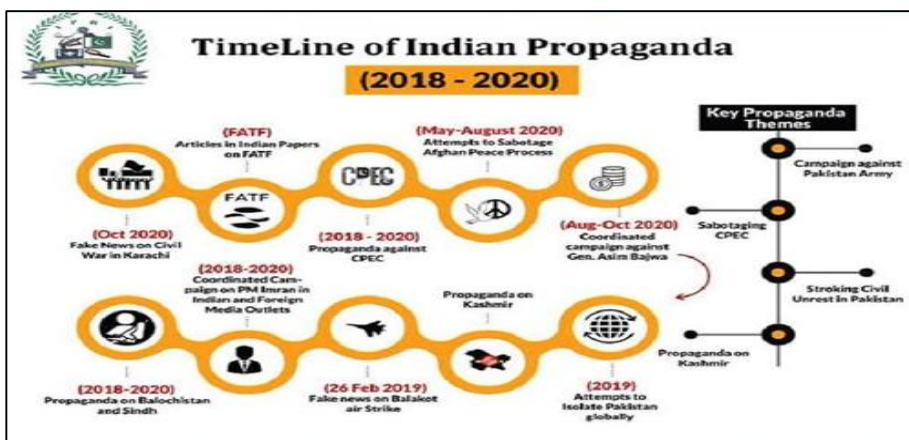 TimeLine of Indian Propaganda
(2018 - 2020)
(FATF)
Articles in Indian Papers
on FATF
(May-August 2020)
Attempts to Sabotage
Afghan Peace Process
FATF
CPEC
(Oct 2020)
Fake News on Civil
War in Karachi
(2018 - 2020)
Propaganda against
CPEC
(Aug-Oct 2020)
Coordinated
campaign against
Gen. Asim Bajwa
(2018-2020)
Coordinated Cam-
paign on PM Imran in
Indian and Foreign
Media Outlets
Propaganda on
Kashmir
(2018-2020)
Propaganda on Balochistan
and Sindh
(26 Feb 2019)
Fake news on Balakot
air Strike
(2019)
Attempts to
Isolate Pakistan
globally
Key Propaganda
Themes
Campaign against
Pakistan Army
Sabotaging
CPEC
Stroking Civil
Unrest in Pakistan
Propaganda on
Kashmir